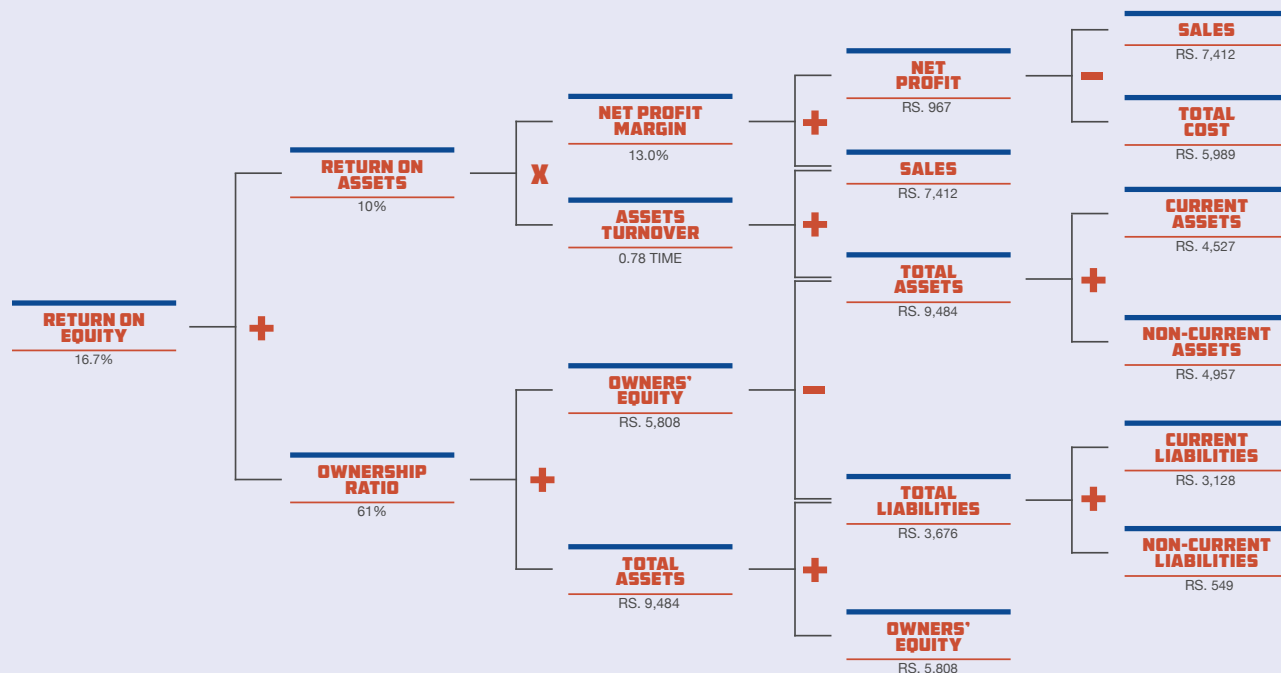 RETURN ON
EQUITY
16.7%
+
RETURN ON
ASSETS
10%
OWNERSHIP
RATIO
61%
X
+
NET PROFIT
MARGIN
13.0%
ASSETS
TURNOVER
0.78 TIME
OWNERS'
EQUITY
RS. 5,808
TOTAL
ASSETS
RS. 9,484
+
+
−
+
NET
PROFIT
RS. 967
SALES
RS. 7,412
TOTAL
ASSETS
RS. 9,484
TOTAL
LIABILITIES
RS. 3,676
OWNERS'
EQUITY
RS. 5,808
−
+
+
SALES
RS. 7,412
TOTAL
COST
RS. 5,989
CURRENT
ASSETS
RS. 4,527
NON-CURRENT
ASSETS
RS. 4,957
CURRENT
LIABILITIES
RS. 3,128
NON-CURRENT
LIABILITIES
RS. 549